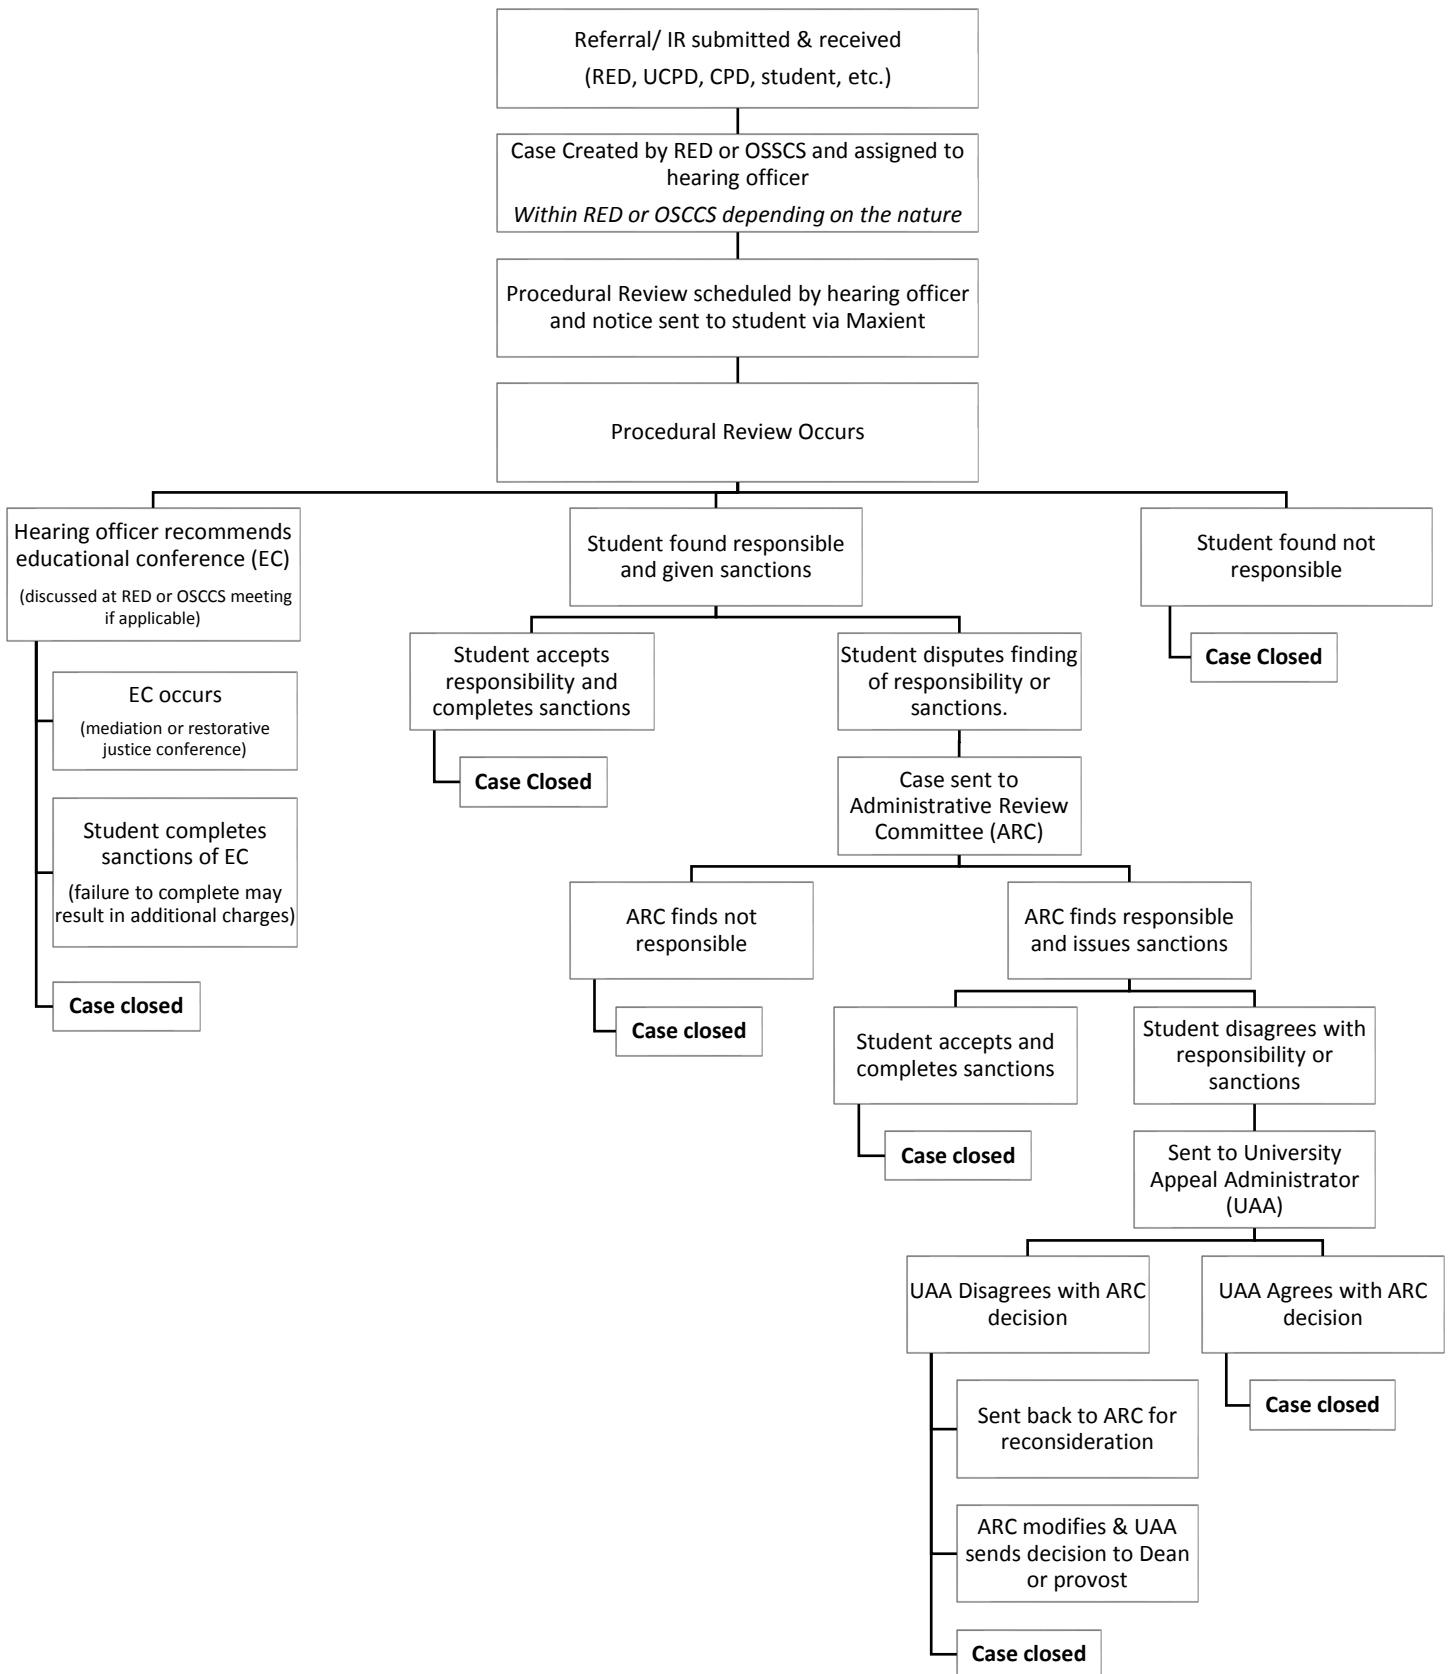 Referral/ IR submitted & received
(RED, UCPD, CPD, student, etc.)
Case Created by RED or OSSCS and assigned to
hearing officer
Within RED or OSCCS depending on the nature
Procedural Review scheduled by hearing officer
and notice sent to student via Maxient
Procedural Review Occurs
Hearing officer recommends
educational conference (EC)
(discussed at RED or OSCCS meeting
if applicable)
EC occurs
(mediation or restorative
justice conference)
Student completes
sanctions of EC
(failure to complete may
result in additional charges)
Case closed
Student found responsible
and given sanctions
Student accepts
responsibility and
completes sanctions
Case Closed
Student disputes finding
of responsibility or
sanctions.
Case sent to
Administrative Review
Committee (ARC)
ARC finds not
responsible
Case closed
ARC finds responsible
and issues sanctions
Student accepts and
completes sanctions
Case closed
Student disagrees with
responsibility or
sanctions
Sent to University
Appeal Administrator
(UAA)
UAA Disagrees with ARC
decision
Sent back to ARC for
reconsideration
ARC modifies & UAA
sends decision to Dean
or provost
Case closed
UAA Agrees with ARC
decision
Case closed
Student found not
responsible
Case Closed